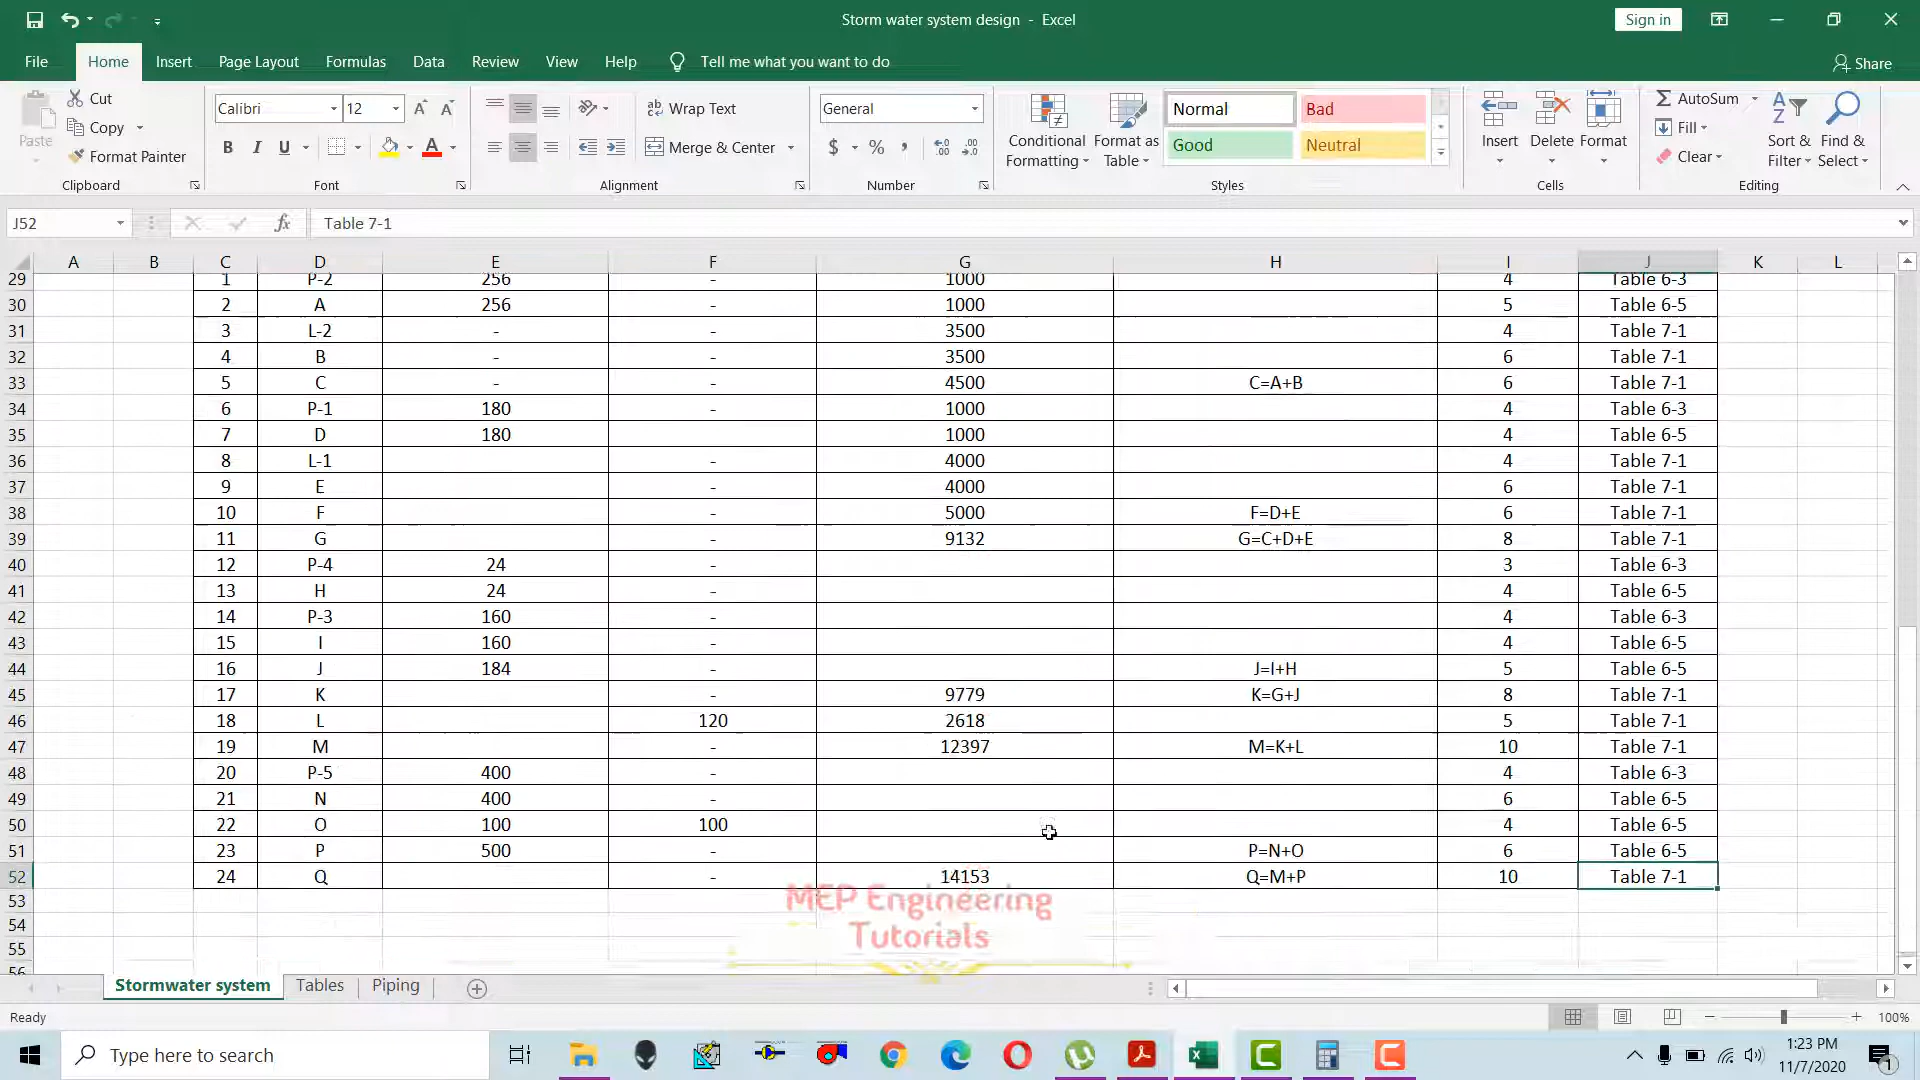 Storm water system design - Excel
Sign in
File Home Insert Page Layout Formulas Data Review View Help Tell me what you want to do Share
Paste
Cut
Copy
Format Painter
Clipboard
Calibri 12
B I U
Font
Wrap Text
Merge & Center
Alignment
General
$ % ,
Number
Conditional Formatting
Format as Table
Normal Bad
Good Neutral
Styles
Insert Delete Format
Cells
AutoSum
Fill
Clear
Sort & Filter
Find & Select
Editing
J52 fx Table 7-1
A B C D E F G H I J K L
29 1 P-2 256 - 1000 4 Table 6-3
30 2 A 256 - 1000 5 Table 6-5
31 3 L-2 - - 3500 4 Table 7-1
32 4 B - - 3500 6 Table 7-1
33 5 C - - 4500 C=A+B 6 Table 7-1
34 6 P-1 180 - 1000 4 Table 6-3
35 7 D 180 1000 4 Table 6-5
36 8 L-1 - 4000 4 Table 7-1
37 9 E - 4000 6 Table 7-1
38 10 F - 5000 F=D+E 6 Table 7-1
39 11 G - 9132 G=C+D+E 8 Table 7-1
40 12 P-4 24 - 3 Table 6-3
41 13 H 24 - 4 Table 6-5
42 14 P-3 160 - 4 Table 6-3
43 15 I 160 - 4 Table 6-5
44 16 J 184 - J=I+H 5 Table 6-5
45 17 K - 9779 K=G+J 8 Table 7-1
46 18 L 120 2618 5 Table 7-1
47 19 M - 12397 M=K+L 10 Table 7-1
48 20 P-5 400 - 4 Table 6-3
49 21 N 400 - 6 Table 6-5
50 22 O 100 100 4 Table 6-5
51 23 P 500 - P=N+O 6 Table 6-5
52 24 Q - 14153 Q=M+P 10 Table 7-1
53
54
55
56
MEP Engineering
Tutorials
Stormwater system Tables Piping
Ready 100%
Type here to search
1:23 PM
11/7/2020
1